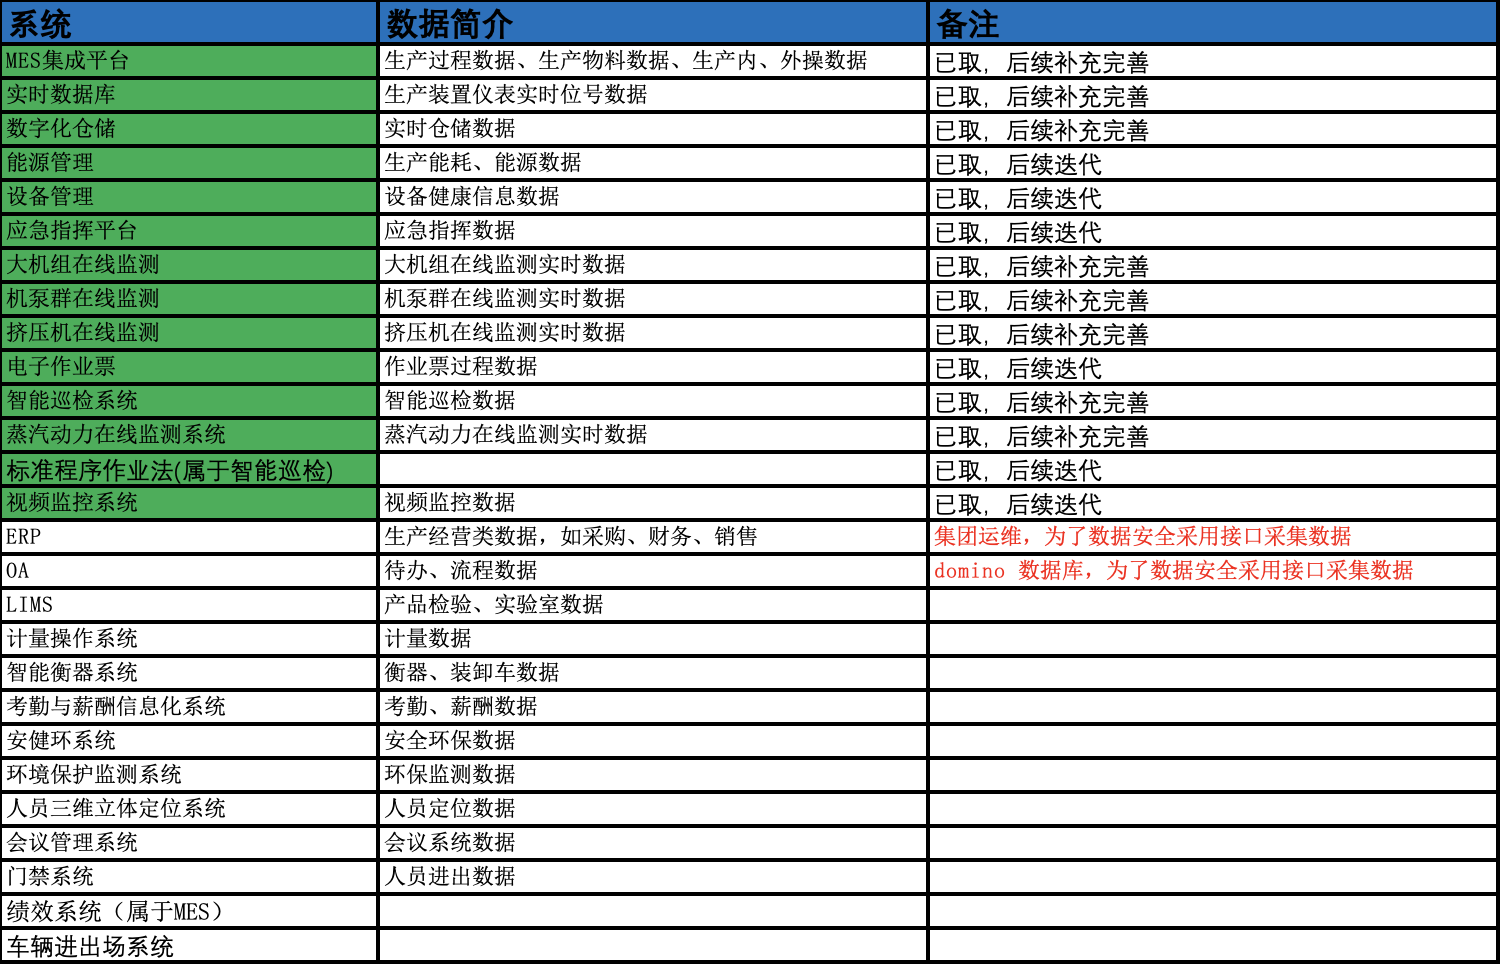 系统 数据简介 备注
MES集成平台 生产过程数据、生产物料数据、生产内、外操数据 已取，后续补充完善
实时数据库 生产装置仪表实时位号数据 已取，后续补充完善
数字化仓储 实时仓储数据 已取，后续补充完善
能源管理 生产能耗、能源数据 已取，后续迭代
设备管理 设备健康信息数据 已取，后续迭代
应急指挥平台 应急指挥数据 已取，后续迭代
大机组在线监测 大机组在线监测实时数据 已取，后续补充完善
机泵群在线监测 机泵群在线监测实时数据 已取，后续补充完善
挤压机在线监测 挤压机在线监测实时数据 已取，后续补充完善
电子作业票 作业票过程数据 已取，后续迭代
智能巡检系统 智能巡检数据 已取，后续补充完善
蒸汽动力在线监测系统 蒸汽动力在线监测实时数据 已取，后续补充完善
标准程序作业法(属于智能巡检) 已取，后续迭代
视频监控系统 视频监控数据 已取，后续迭代
ERP 生产经营类数据，如采购、财务、销售 集团运维，为了数据安全采用接口采集数据
OA 待办、流程数据 domino 数据库，为了数据安全采用接口采集数据
LIMS 产品检验、实验室数据
计量操作系统 计量数据
智能衡器系统 衡器、装卸车数据
考勤与薪酬信息化系统 考勤、薪酬数据
安健环系统 安全环保数据
环境保护监测系统 环保监测数据
人员三维立体定位系统 人员定位数据
会议管理系统 会议系统数据
门禁系统 人员进出数据
绩效系统（属于MES）
车辆进出场系统